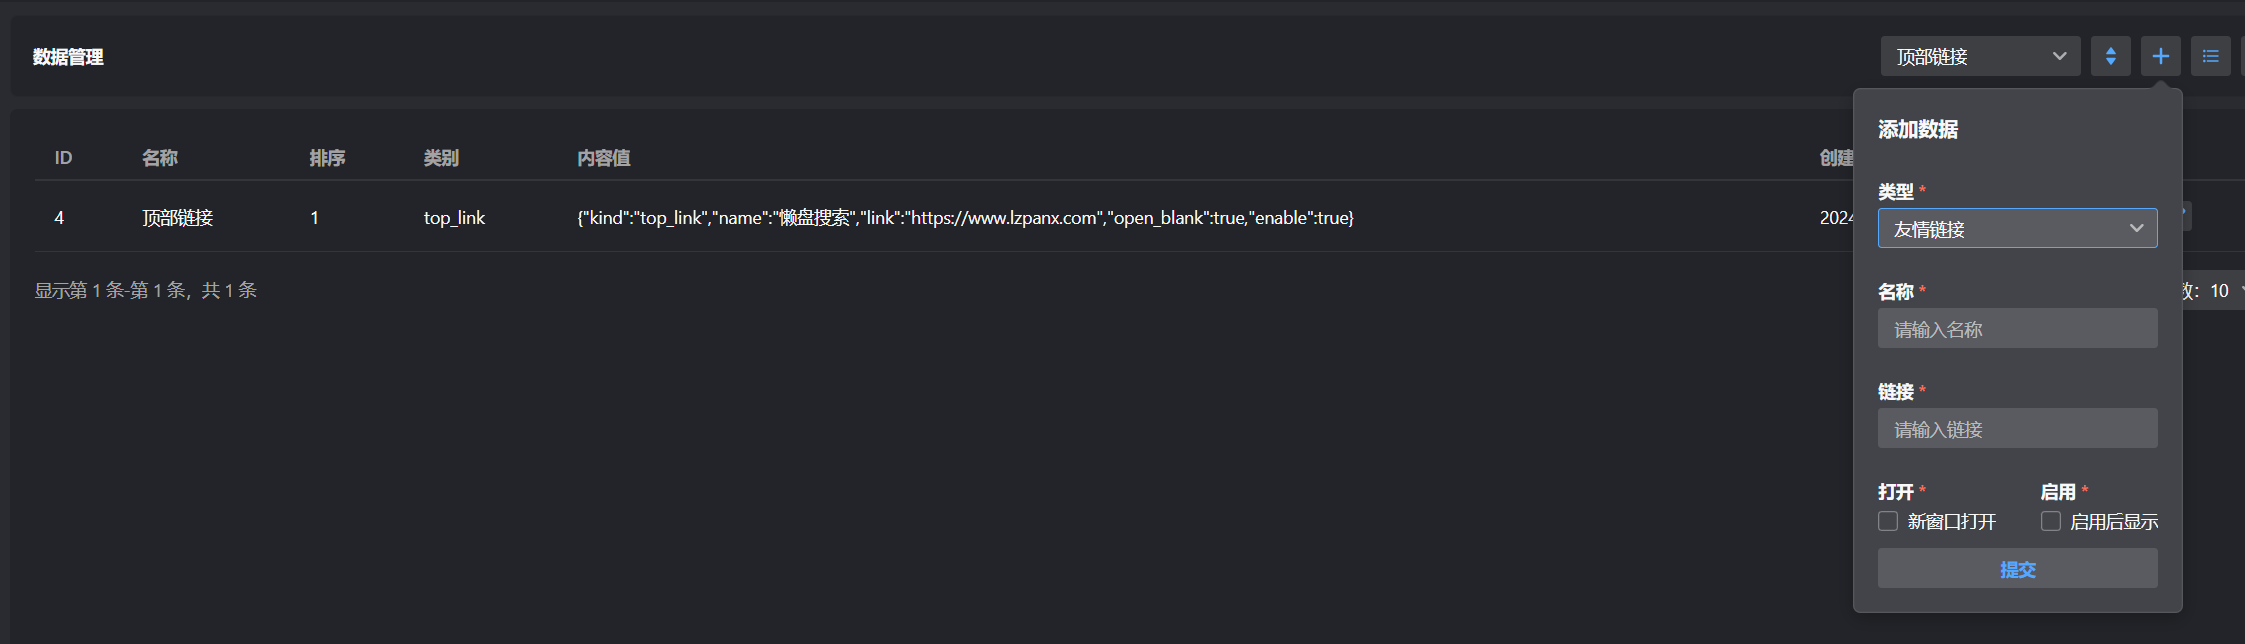 数据管理
顶部链接
ID 名称 排序 类别 内容值 创建
4 顶部链接 1 top_link {"kind":"top_link","name":"懒盘搜索","link":"https://www.lzpanx.com","open_blank":true,"enable":true} 2024
显示第 1 条-第 1 条，共 1 条
数：10
添加数据
类型 *
友情链接
名称 *
请输入名称
链接 *
请输入链接
打开 * 启用 *
新窗口打开 启用后显示
提交